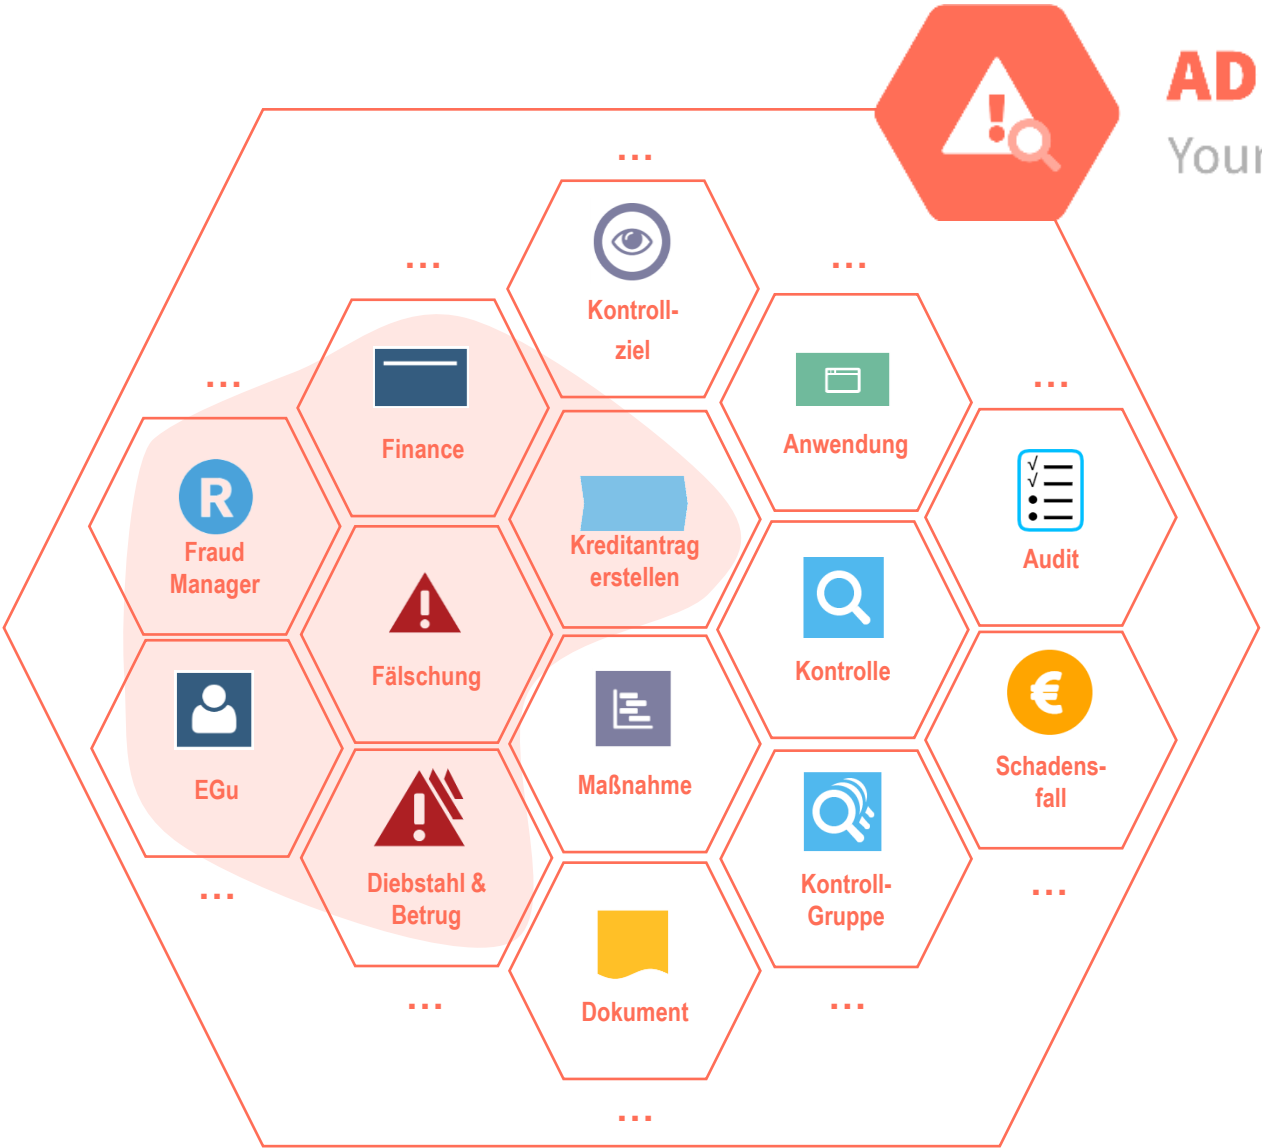 AD
Your
...
Kontroll-
ziel
...
Finance
...
Anwendung
...
Fraud
Manager
Kreditantrag
erstellen
...
Audit
Fälschung
Kontrolle
EGu
Maßnahme
Schadens-
fall
Diebstahl &
Betrug
Kontroll-
Gruppe
...
...
Dokument
...
...
...